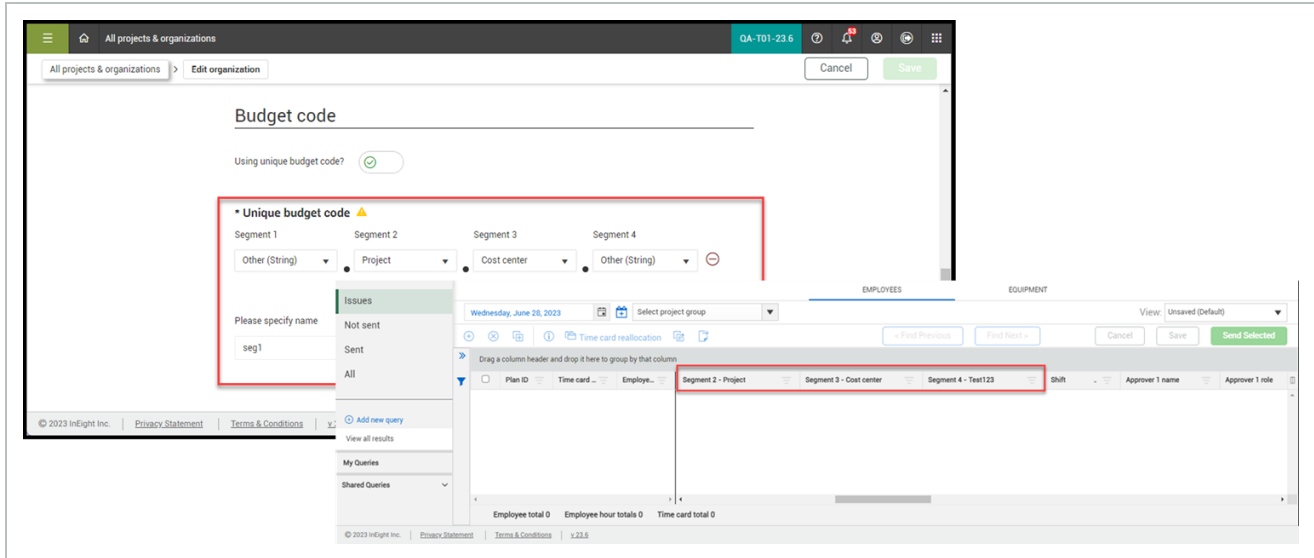 All projects & organizations
QA-T01-23.6
53
All projects & organizations > Edit organization
Cancel
Save
Budget code
Using unique budget code?
* Unique budget code
Segment 1 Segment 2 Segment 3 Segment 4
Other (String) Project Cost center Other (String)
Please specify name
seg1
© 2023 InEight Inc. Privacy Statement Terms & Conditions
EMPLOYEES EQUIPMENT
Issues
Not sent
Sent
All
Add new query
View all results
My Queries
Shared Queries
Wednesday, June 28, 2023 Select project group View: Unsaved (Default)
Time card reallocation « Find Previous Find Next » Cancel Save Send Selected
Drag a column header and drop it here to group by that column
Plan ID Time card ... Employe... Segment 2 - Project Segment 3 - Cost center Segment 4 - Test123 Shift Approver 1 name Approver 1 role
Employee total 0 Employee hour totals 0 Time card total 0
© 2023 InEight Inc. Privacy Statement Terms & Conditions v 23.6